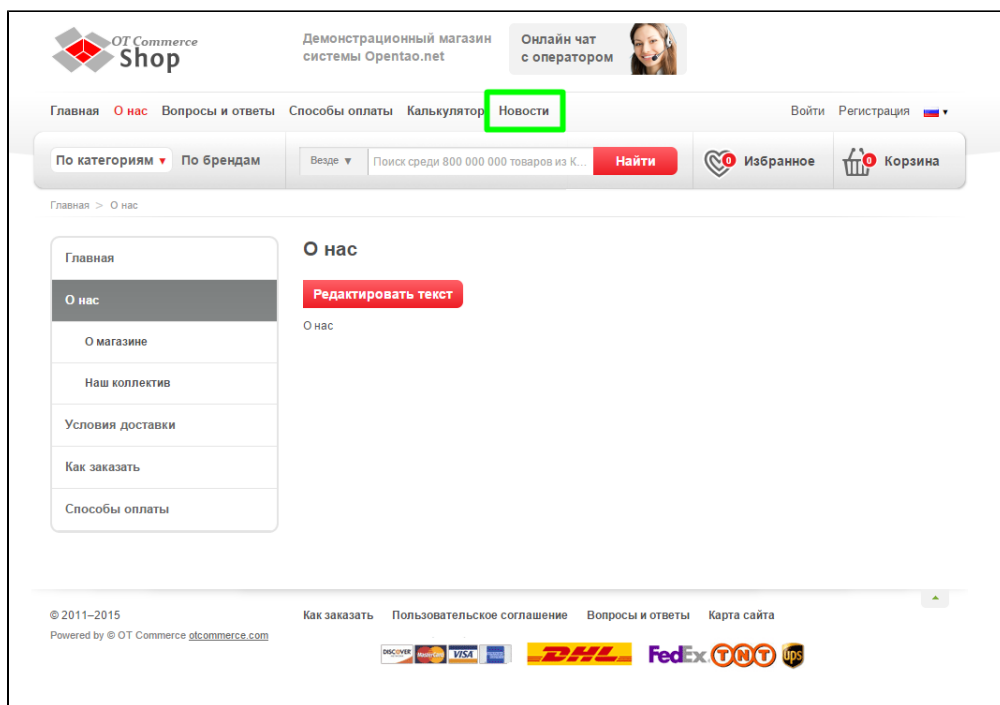 OT Commerce
Shop
Демонстрационный магазин
системы Opentao.net
Онлайн чат
с оператором
Главная О нас Вопросы и ответы Способы оплаты Калькулятор Новости Войти Регистрация
По категориям По брендам Везде Поиск среди 800 000 000 товаров из К... Найти 0 Избранное 0 Корзина
Главная > О нас
Главная
О нас
О магазине
Наш коллектив
Условия доставки
Как заказать
Способы оплаты
О нас
Редактировать текст
О нас
© 2011–2015
Powered by © OT Commerce otcommerce.com
Как заказать Пользовательское соглашение Вопросы и ответы Карта сайта
DISCOVER MasterCard VISA DHL FedEx TNT ups